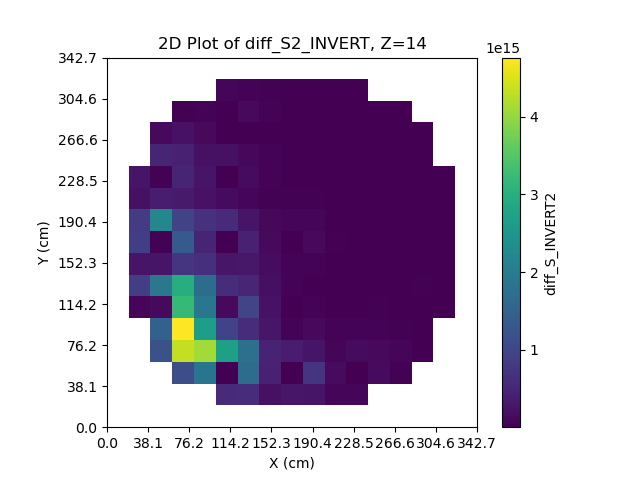 2D Plot of diff_S2_INVERT, Z=14
1e15
342.7
304.6
266.6
228.5
190.4
152.3
114.2
76.2
38.1
0.0
Y (cm)
0.0 38.1 76.2 114.2 152.3 190.4 228.5 266.6 304.6 342.7
X (cm)
4
3
2
1
diff_S_INVERT2